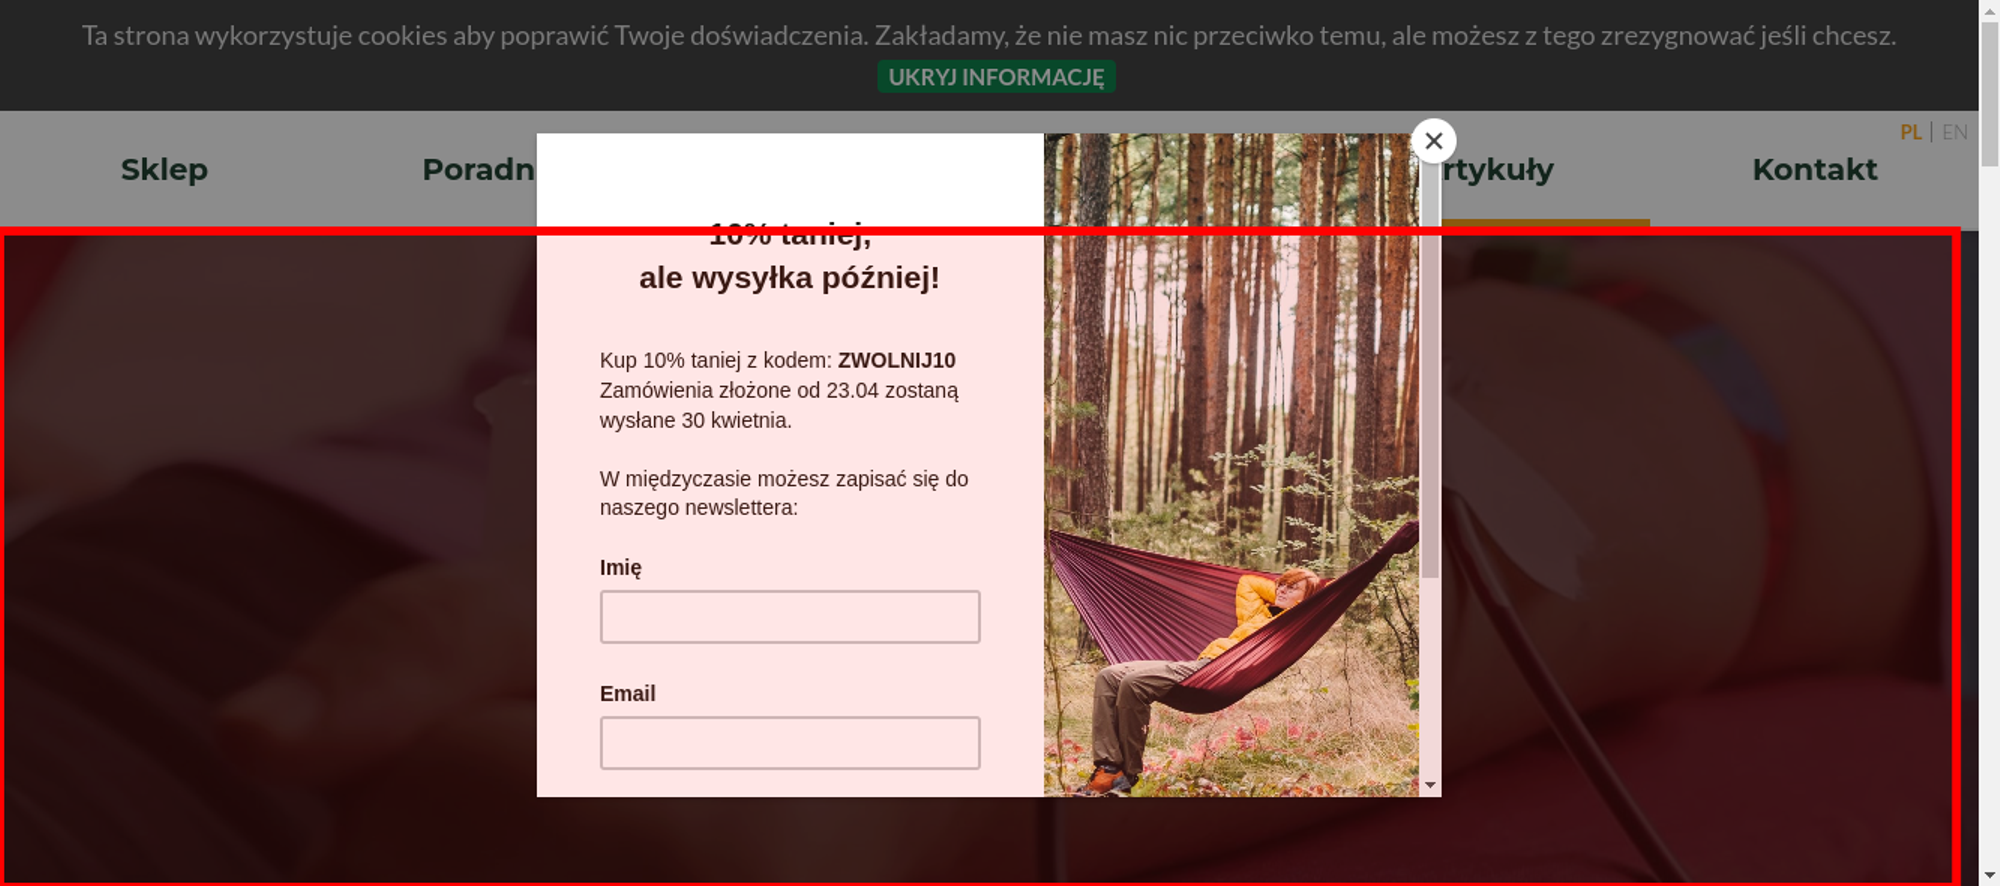 Ta strona wykorzystuje cookies aby poprawić Twoje doświadczenia. Zakładamy, że nie masz nic przeciwko temu, ale możesz z tego zrezygnować jeśli chcesz.
UKRYJ INFORMACJĘ
PL | EN
Sklep
Poradn
rtykuły
Kontakt
10% taniej,
ale wysyłka później!
Kup 10% taniej z kodem: ZWOLNIJ10
Zamówienia złożone od 23.04 zostaną
wysłane 30 kwietnia.
W międzyczasie możesz zapisać się do
naszego newslettera:
Imię
Email